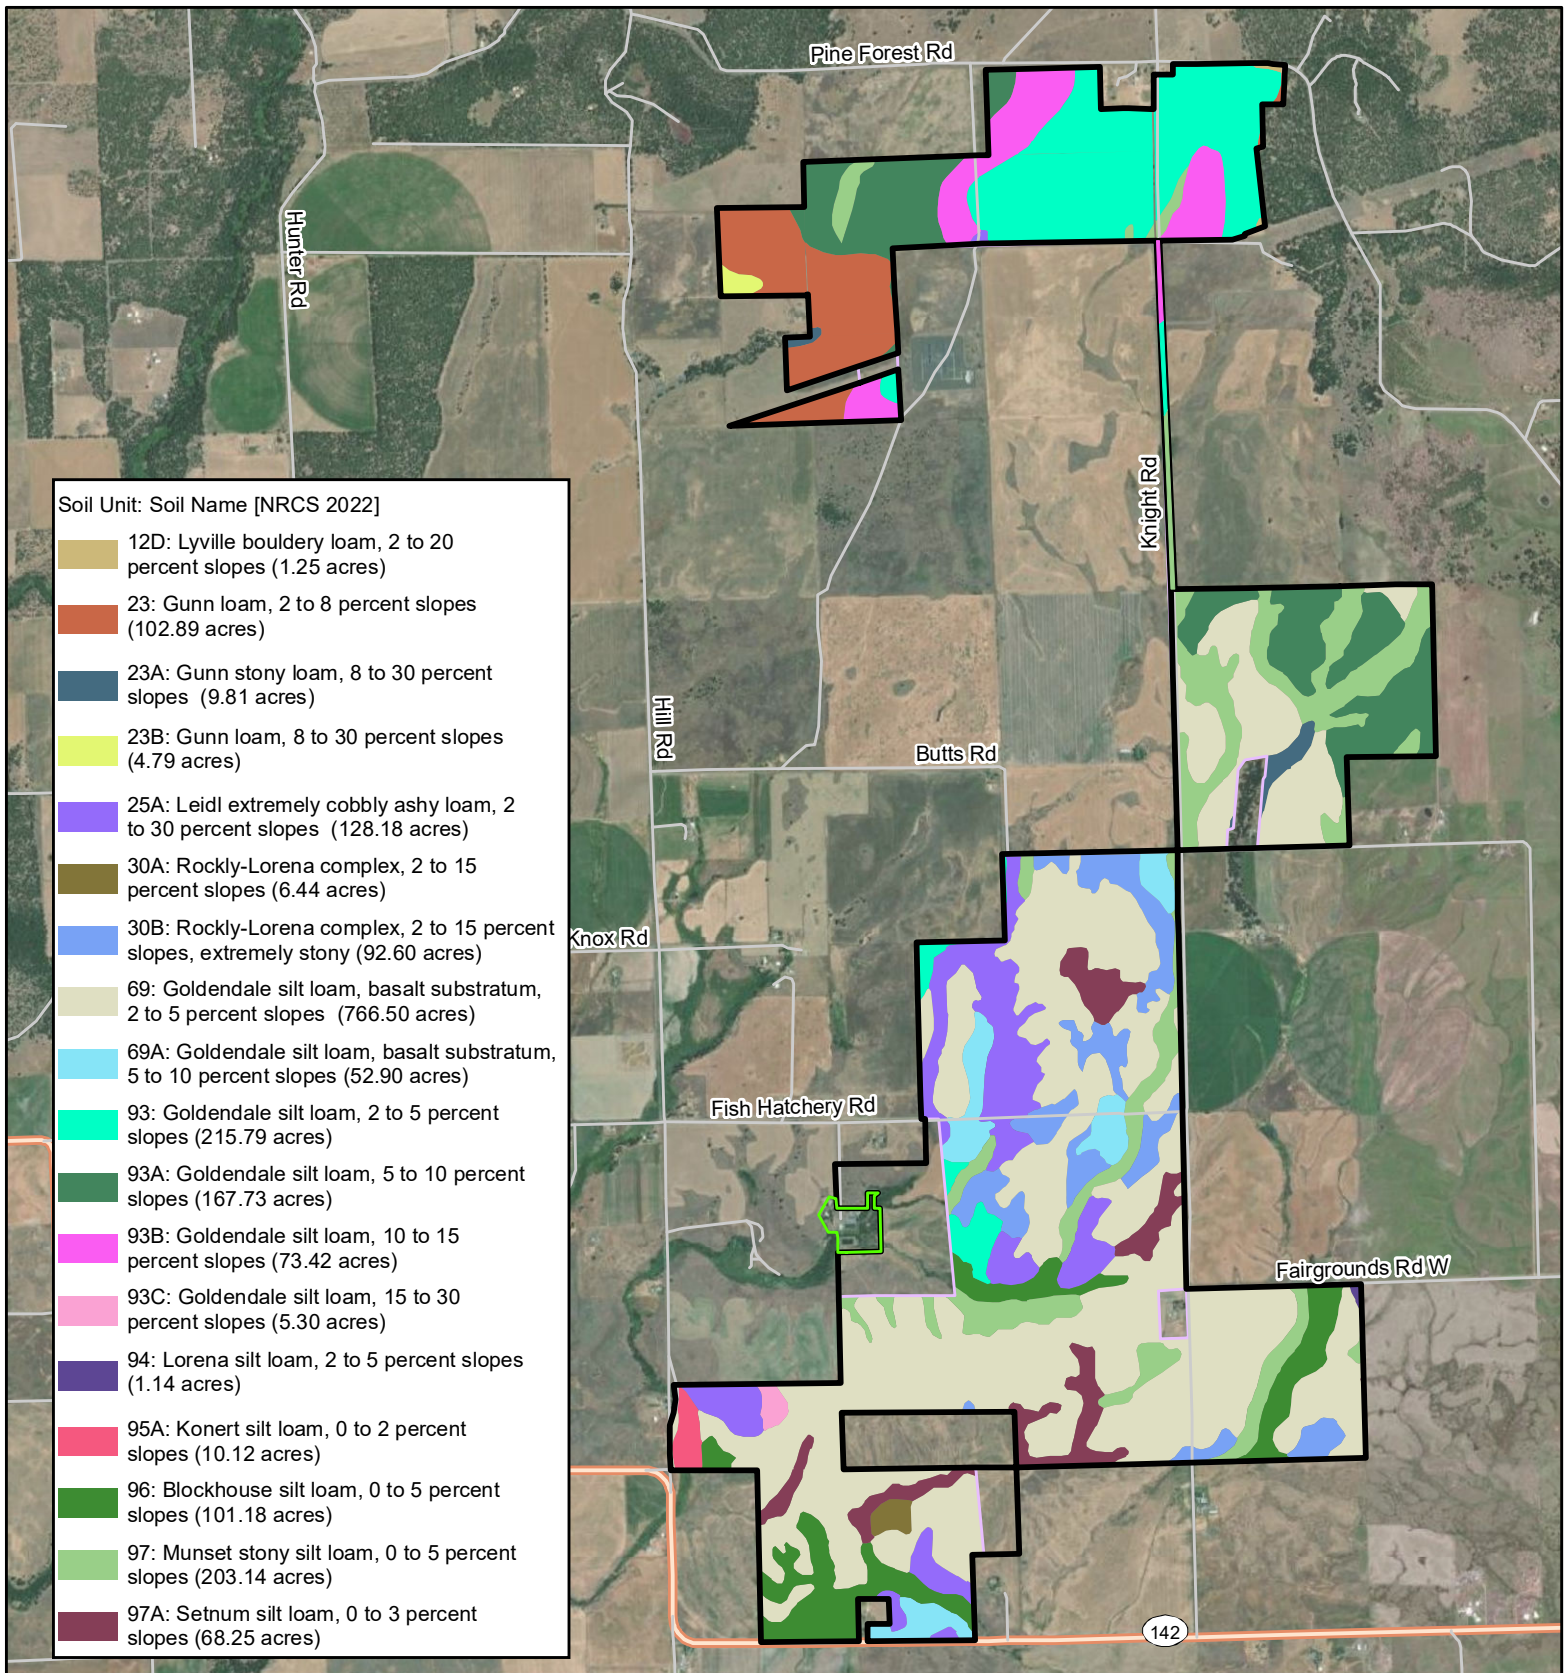 Pine Forest Rd
Hunter Rd
Knight Rd
Hill Rd
Butts Rd
Knox Rd
Fish Hatchery Rd
Fairgrounds Rd W
142
Soil Unit: Soil Name [NRCS 2022]
12D: Lyville bouldery loam, 2 to 20
percent slopes (1.25 acres)
23: Gunn loam, 2 to 8 percent slopes
(102.89 acres)
23A: Gunn stony loam, 8 to 30 percent
slopes (9.81 acres)
23B: Gunn loam, 8 to 30 percent slopes
(4.79 acres)
25A: Leidl extremely cobbly ashy loam, 2
to 30 percent slopes (128.18 acres)
30A: Rockly-Lorena complex, 2 to 15
percent slopes (6.44 acres)
30B: Rockly-Lorena complex, 2 to 15 percent
slopes, extremely stony (92.60 acres)
69: Goldendale silt loam, basalt substratum,
2 to 5 percent slopes (766.50 acres)
69A: Goldendale silt loam, basalt substratum,
5 to 10 percent slopes (52.90 acres)
93: Goldendale silt loam, 2 to 5 percent
slopes (215.79 acres)
93A: Goldendale silt loam, 5 to 10 percent
slopes (167.73 acres)
93B: Goldendale silt loam, 10 to 15
percent slopes (73.42 acres)
93C: Goldendale silt loam, 15 to 30
percent slopes (5.30 acres)
94: Lorena silt loam, 2 to 5 percent slopes
(1.14 acres)
95A: Konert silt loam, 0 to 2 percent
slopes (10.12 acres)
96: Blockhouse silt loam, 0 to 5 percent
slopes (101.18 acres)
97: Munset stony silt loam, 0 to 5 percent
slopes (203.14 acres)
97A: Setnum silt loam, 0 to 3 percent
slopes (68.25 acres)